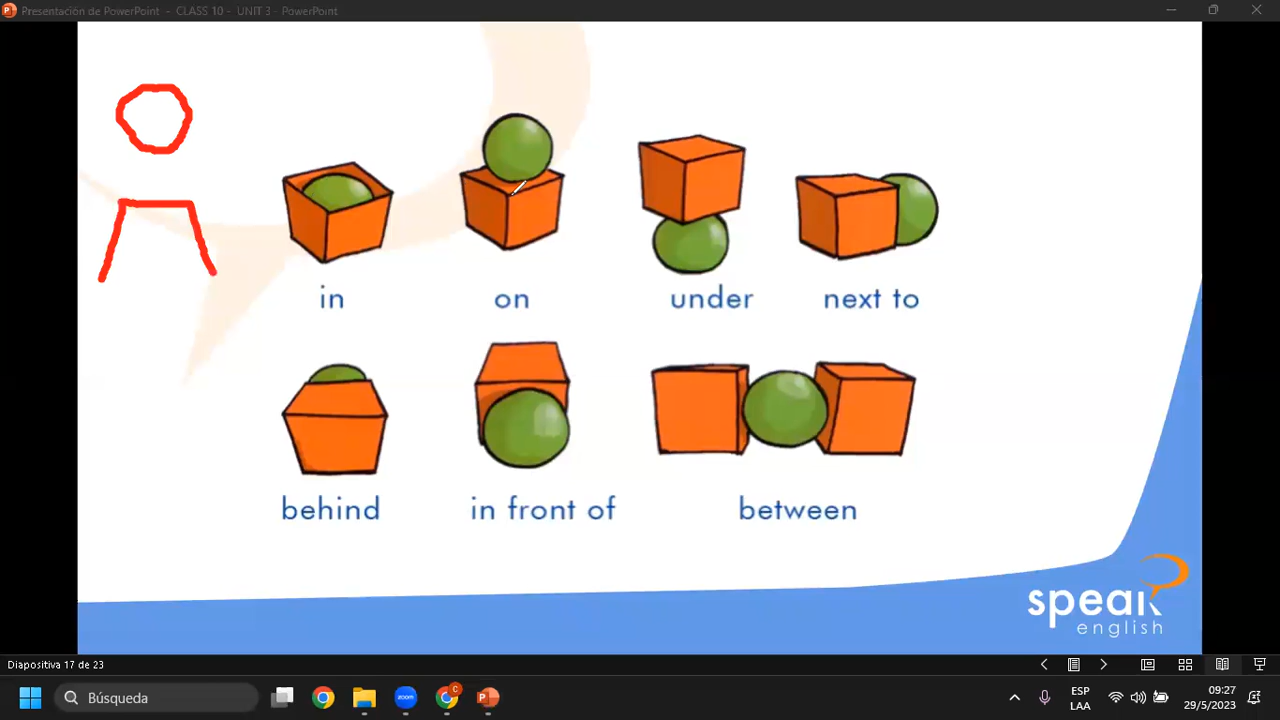 Presentación de PowerPoint - CLASS 10 - UNIT 3 - PowerPoint
in
on
under
next to
behind
in front of
between
speak
english
Diapositiva 17 de 23
Búsqueda
zoom
C
ESP
LAA
09:27
29/5/2023